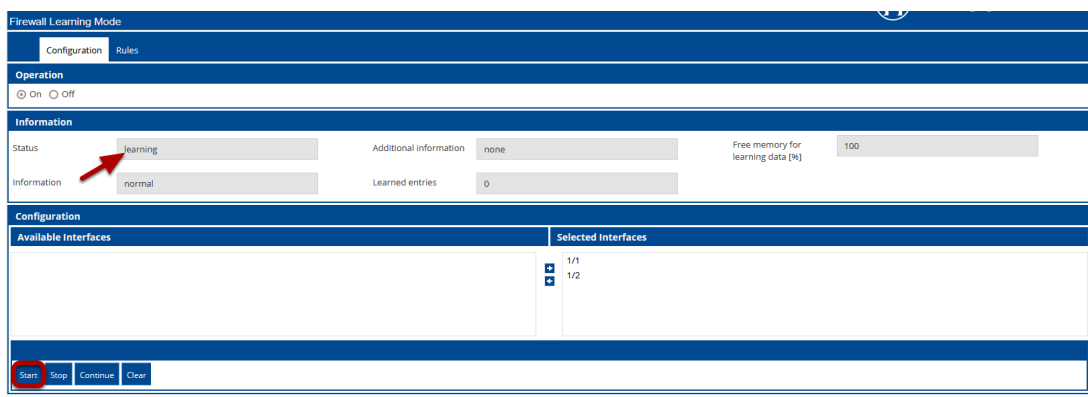 Firewall Learning Mode
Configuration Rules
Operation
On Off
Information
Status learning Additional information none Free memory for learning data [%] 100
Information normal Learned entries 0
Configuration
Available Interfaces Selected Interfaces
1/1
1/2
Start Stop Continue Clear